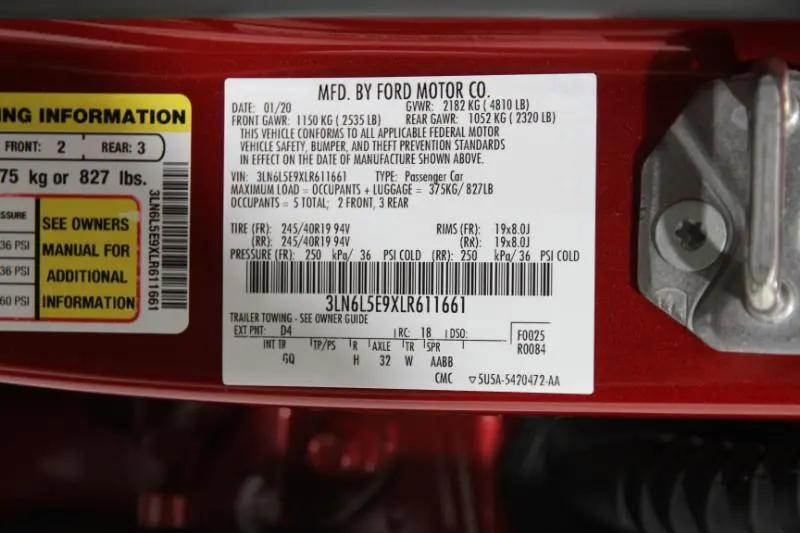 NG INFORMATION
FRONT: 2 REAR: 3
75 kg or 827 lbs.
SSURE SEE OWNERS
36 PSI MANUAL FOR
36 PSI ADDITIONAL
60 PSI INFORMATION
3LN6L5E9XLR611661
MFD. BY FORD MOTOR CO.
DATE: 01/20 GVWR: 2182 KG ( 4810 LB)
FRONT GAWR: 1150 KG ( 2535 LB) REAR GAWR: 1052 KG ( 2320 LB)
THIS VEHICLE CONFORMS TO ALL APPLICABLE FEDERAL MOTOR
VEHICLE SAFETY, BUMPER, AND THEFT PREVENTION STANDARDS
IN EFFECT ON THE DATE OF MANUFACTURE SHOWN ABOVE.
VIN: 3LN6L5E9XLR611661 TYPE: Passenger Car
MAXIMUM LOAD = OCCUPANTS + LUGGAGE = 375KG/ 827LB
OCCUPANTS = 5 TOTAL; 2 FRONT, 3 REAR
TIRE (FR): 245/40R19 94V RIMS (FR): 19x8.0J
(RR): 245/40R19 94V (RR): 19x8.0J
PRESSURE (FR): 250 kPa/ 36 PSI COLD (RR): 250 kPa/ 36 PSI COLD
3LN6L5E9XLR611661
TRAILER TOWING - SEE OWNER GUIDE
EXT PNT: D4 RC: 18 DSO: F0025
INT TR TP/PS R AXLE TR SPR R0084
GQ H 32 W AABB
CMC ▽5U5A-5420472-AA